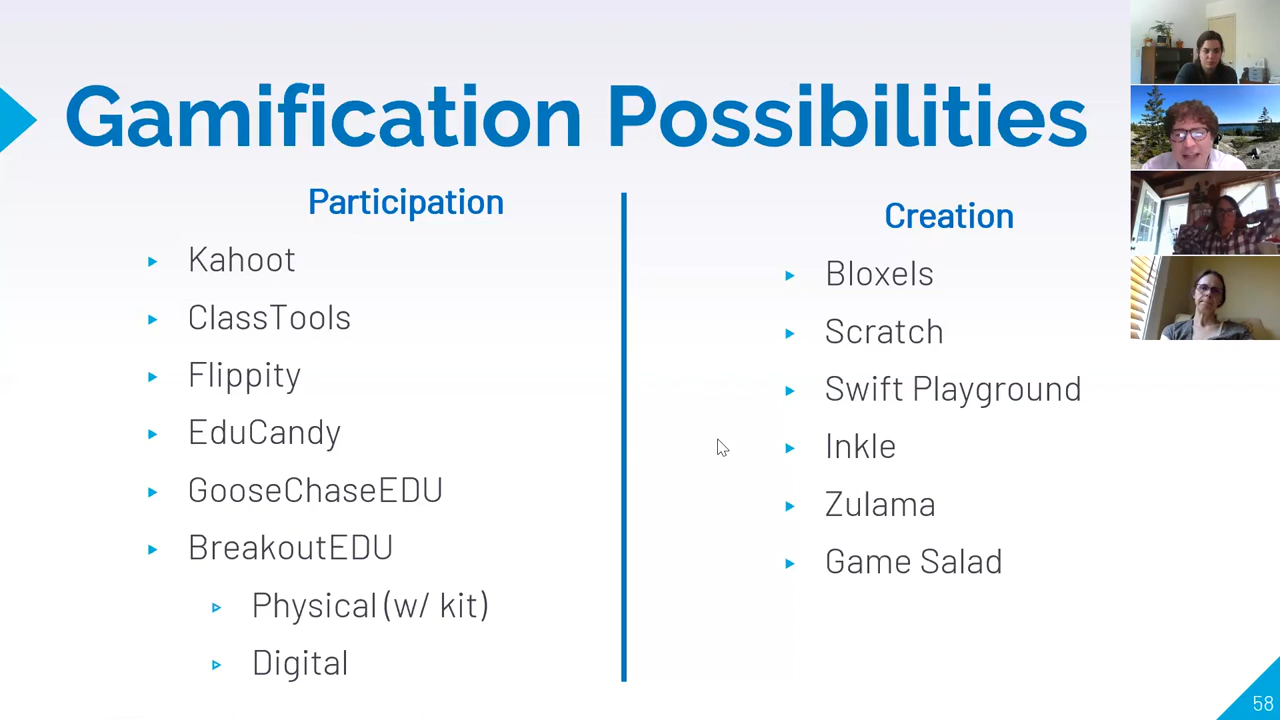 Gamification Possibilities
Participation
Kahoot
ClassTools
Flippity
EduCandy
GooseChaseEDU
BreakoutEDU
Physical (w/ kit)
Digital
Creation
Bloxels
Scratch
Swift Playground
Inkle
Zulama
Game Salad
58